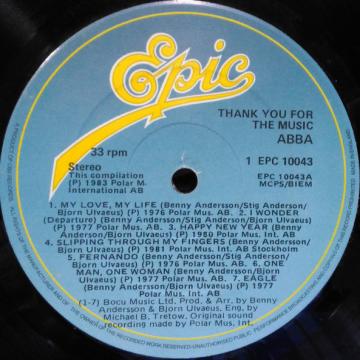 Epic
THANK YOU FOR
THE MUSIC
ABBA
33 rpm
Stereo
This compilation
(p) 1983 Polar M.
International AB
1 EPC 10043
EPC 10043A
MCPS/BIEM
1. MY LOVE, MY LIFE (Benny Andersson/Stig Anderson/
Bjorn Ulvaeus) (P) 1976 Polar Mus. AB. 2. I WONDER
(Departure) (Benny Andersson/Stig Anderson/Bjorn Ulvaeus)
(P) 1977 Polar Mus. AB. 3. HAPPY NEW YEAR (Benny
Andersson/Bjorn Ulvaeus) (P) 1980 Polar Mus. Int. AB
4. SLIPPING THROUGH MY FINGERS (Benny Andersson/
Bjorn Ulvaeus) (P) 1981 Polar Mus. Int. AB Stockholm
5. FERNANDO (Benny Andersson/Stig Anderson/
Bjorn Ulvaeus) (P) 1976 Polar Mus. AB. 6. ONE
MAN, ONE WOMAN (Benny Andersson/Bjorn
Ulvaeus) (P) 1977 Polar Mus. AB. 7. EAGLE
(Benny Andersson/Bjorn Ulvaeus) (P) 1977
Polar Mus. Int. AB
(1-7) Bocu Music Ltd. Prod. & Arr. by Benny
Andersson & Bjorn Ulvaeus, Eng. by
Michael B. Tretow, Original sound
recording made by Polar Mus. Int.